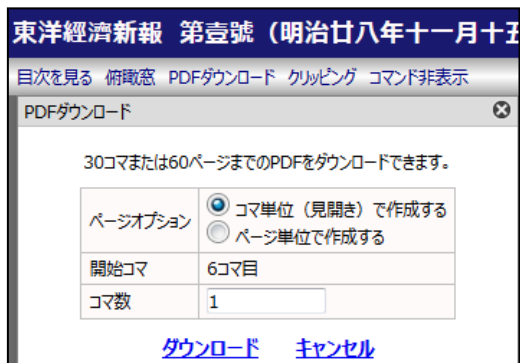 東洋經濟新報 第壹號（明治廿八年十一月十五
目次を見る 俯瞰窓 PDFダウンロード クリッピング コマンド非表示
PDFダウンロード
30コマまたは60ページまでのPDFをダウンロードできます。
ページオプション
コマ単位（見開き）で作成する
ページ単位で作成する
開始コマ 6コマ目
コマ数 1
ダウンロード キャンセル